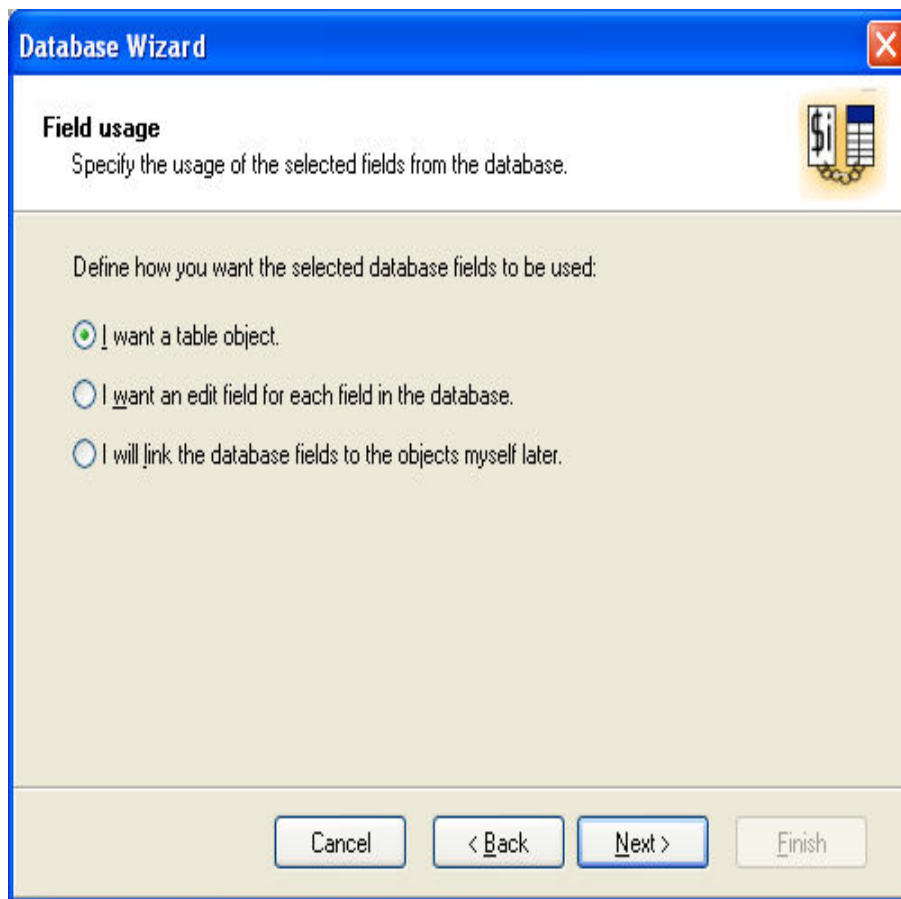 Database Wizard
Field usage
Specify the usage of the selected fields from the database.
$i
Define how you want the selected database fields to be used:
I want a table object.
I want an edit field for each field in the database.
I will link the database fields to the objects myself later.
Cancel
< Back
Next >
Finish